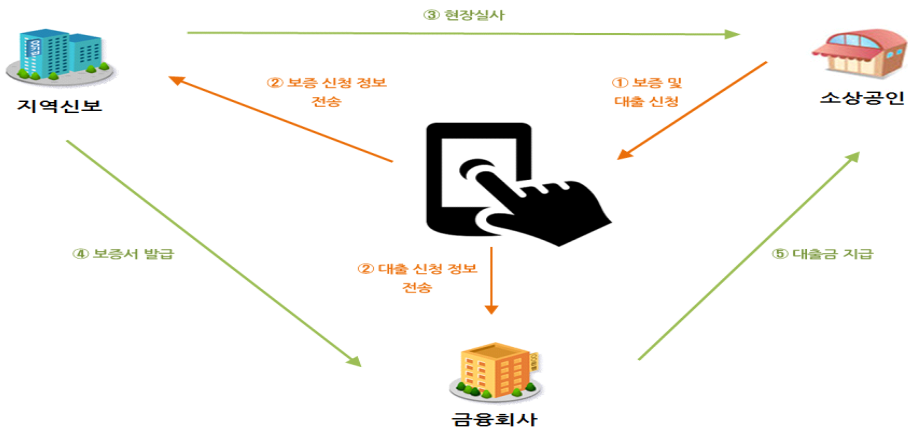 ③ 현장실사
② 보증 신청 정보
전송
① 보증 및
대출 신청
지역신보
소상공인
④ 보증서 발급
② 대출 신청 정보
전송
⑤ 대출금 지급
금융회사